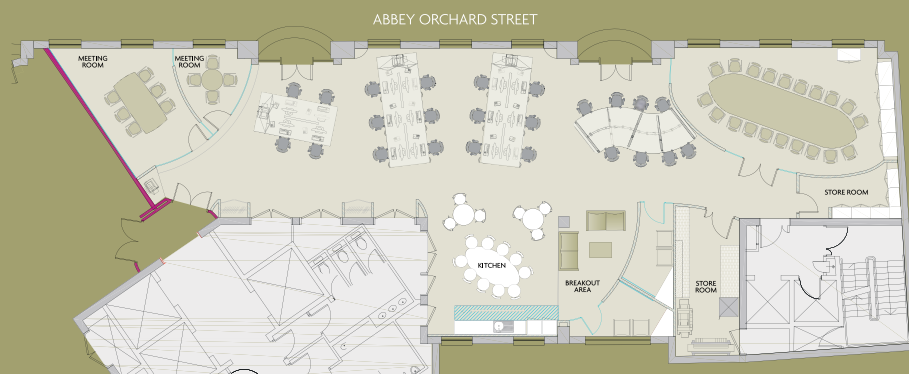 ABBEY ORCHARD STREET
MEETING
ROOM
MEETING
ROOM
STORE ROOM
KITCHEN
BREAKOUT
AREA
STORE
ROOM